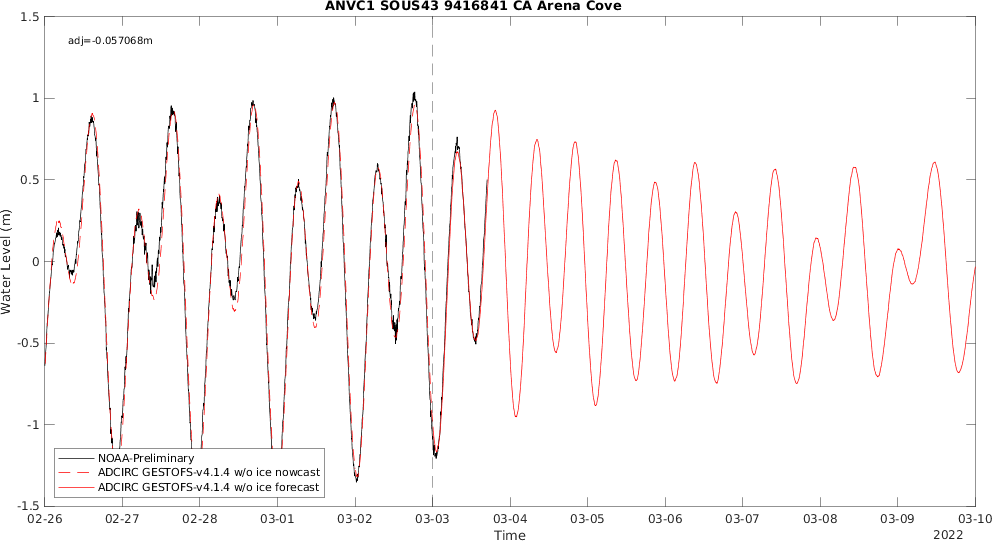 ANVC1 SOUS43 9416841 CA Arena Cove
adj=-0.057068m
1.5
1
0.5
0
-0.5
-1
-1.5
Water Level (m)
NOAA-Preliminary
ADCIRC GESTOFS-v4.1.4 w/o ice nowcast
ADCIRC GESTOFS-v4.1.4 w/o ice forecast
02-26 02-27 02-28 03-01 03-02 03-03 03-04 03-05 03-06 03-07 03-08 03-09 03-10
Time
2022